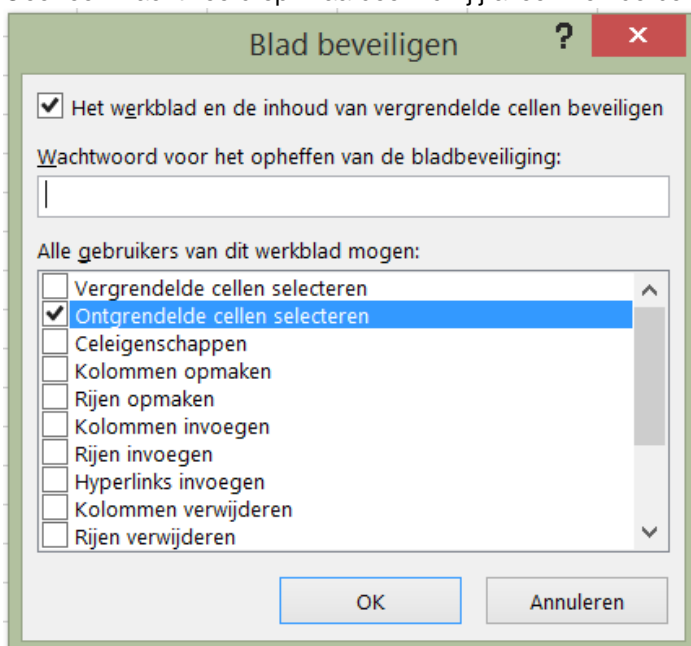 Blad beveiligen
?
Het werkblad en de inhoud van vergrendelde cellen beveiligen
Wachtwoord voor het opheffen van de bladbeveiliging:
Alle gebruikers van dit werkblad mogen:
Vergrendelde cellen selecteren
Ontgrendelde cellen selecteren
Celeigenschappen
Kolommen opmaken
Rijen opmaken
Kolommen invoegen
Rijen invoegen
Hyperlinks invoegen
Kolommen verwijderen
Rijen verwijderen
OK
Annuleren